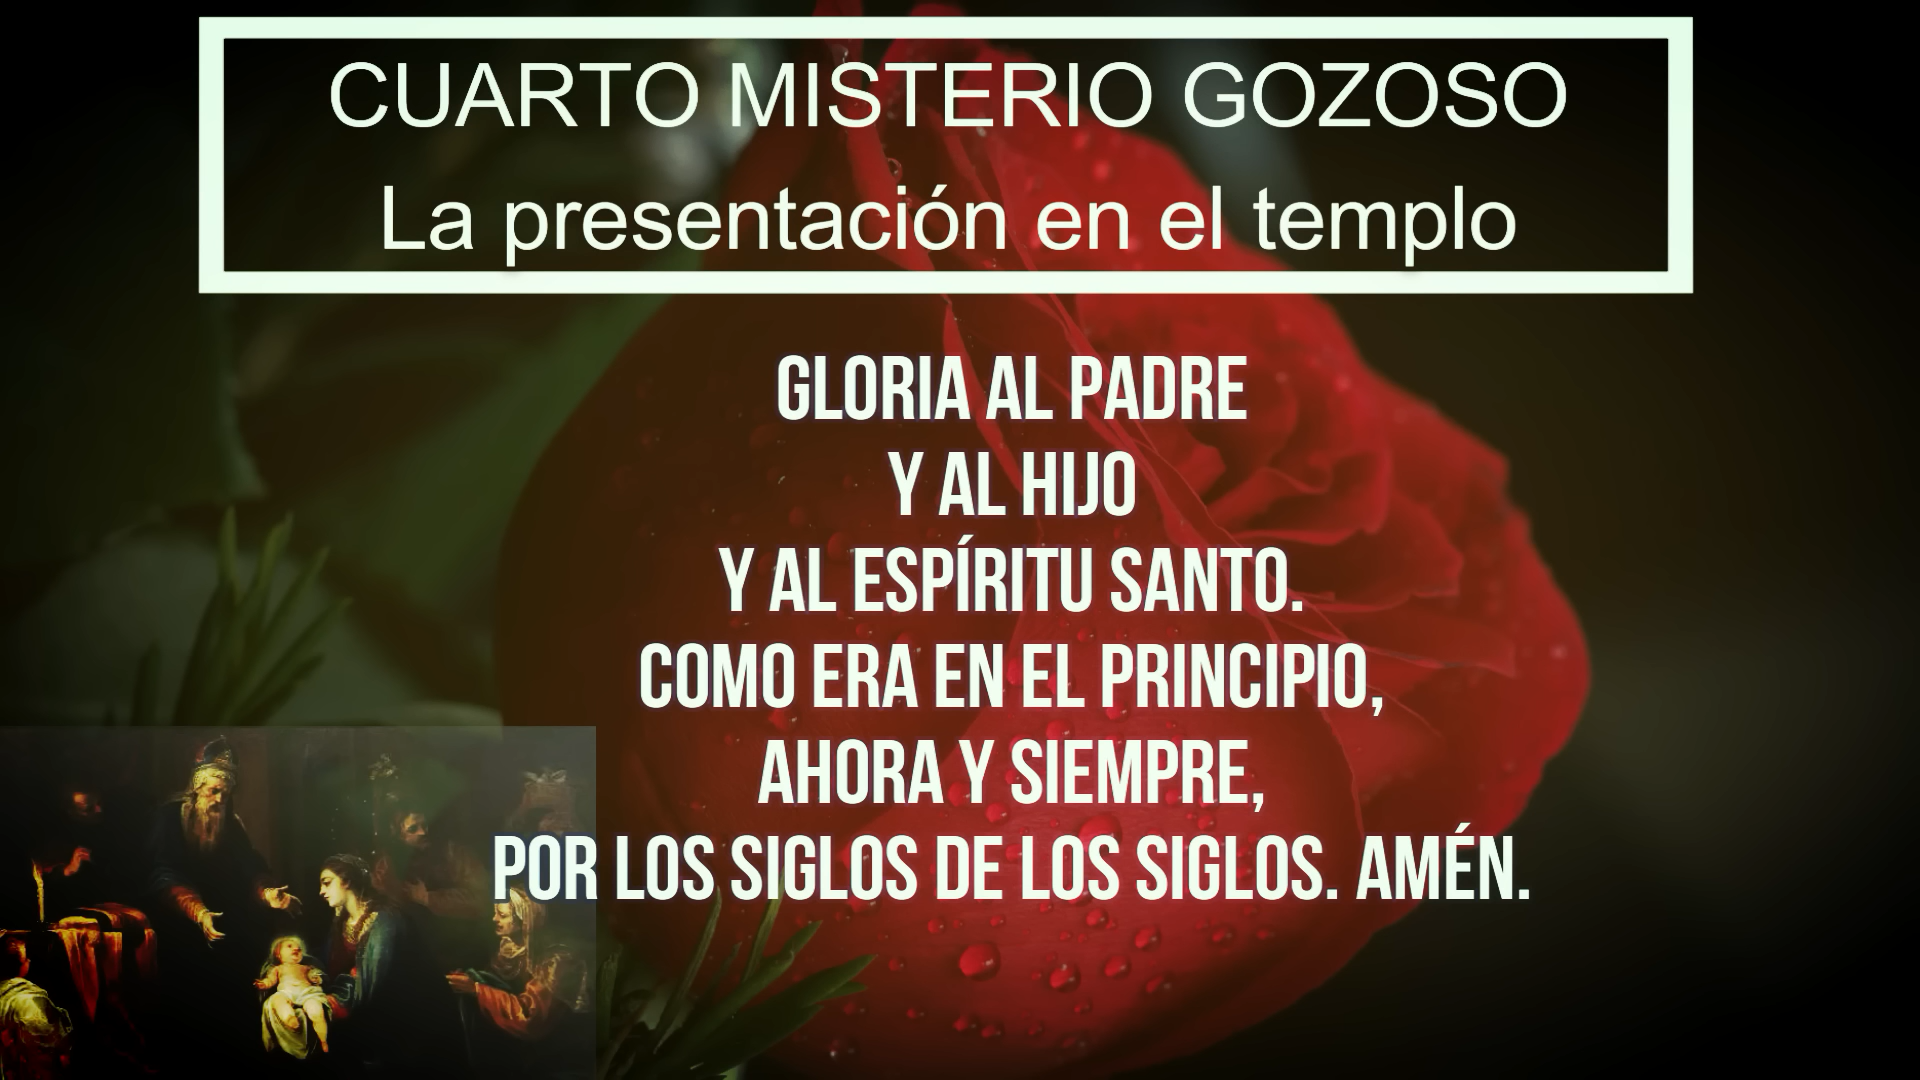 CUARTO MISTERIO GOZOSO
La presentación en el templo
GLORIA AL PADRE
Y AL HIJO
Y AL ESPÍRITU SANTO.
COMO ERA EN EL PRINCIPIO,
AHORA Y SIEMPRE,
POR LOS SIGLOS DE LOS SIGLOS. AMÉN.